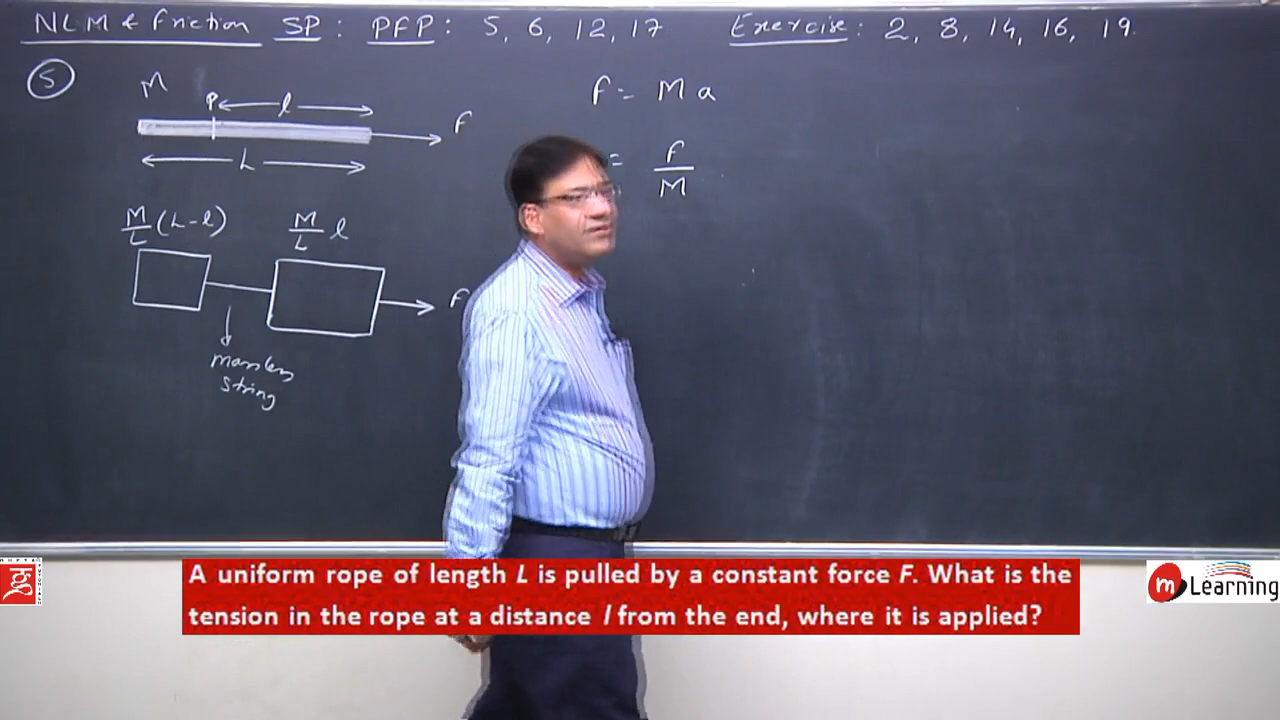 NLM & Friction SP : PFP : 5, 6, 12, 17 Exercise : 2, 8, 14, 16, 19.
5
M
P l
F
L
F = M a
= F/M
M/L (L-l) M/L l
F
Massless
String
A uniform rope of length L is pulled by a constant force F. What is the
tension in the rope at a distance l from the end, where it is applied?
m Learning